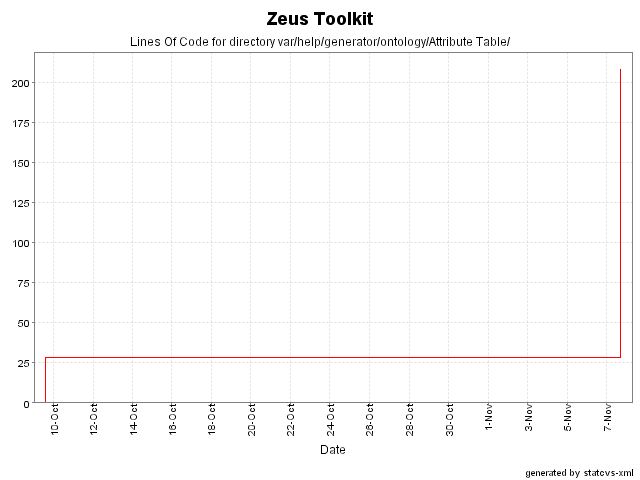 Zeus Toolkit
Lines Of Code for directory var/help/generator/ontology/Attribute Table/
200
175
150
125
100
75
50
25
0
10-Oct
12-Oct
14-Oct
16-Oct
18-Oct
20-Oct
22-Oct
24-Oct
26-Oct
28-Oct
30-Oct
1-Nov
3-Nov
5-Nov
7-Nov
Date
generated by statcvs-xml